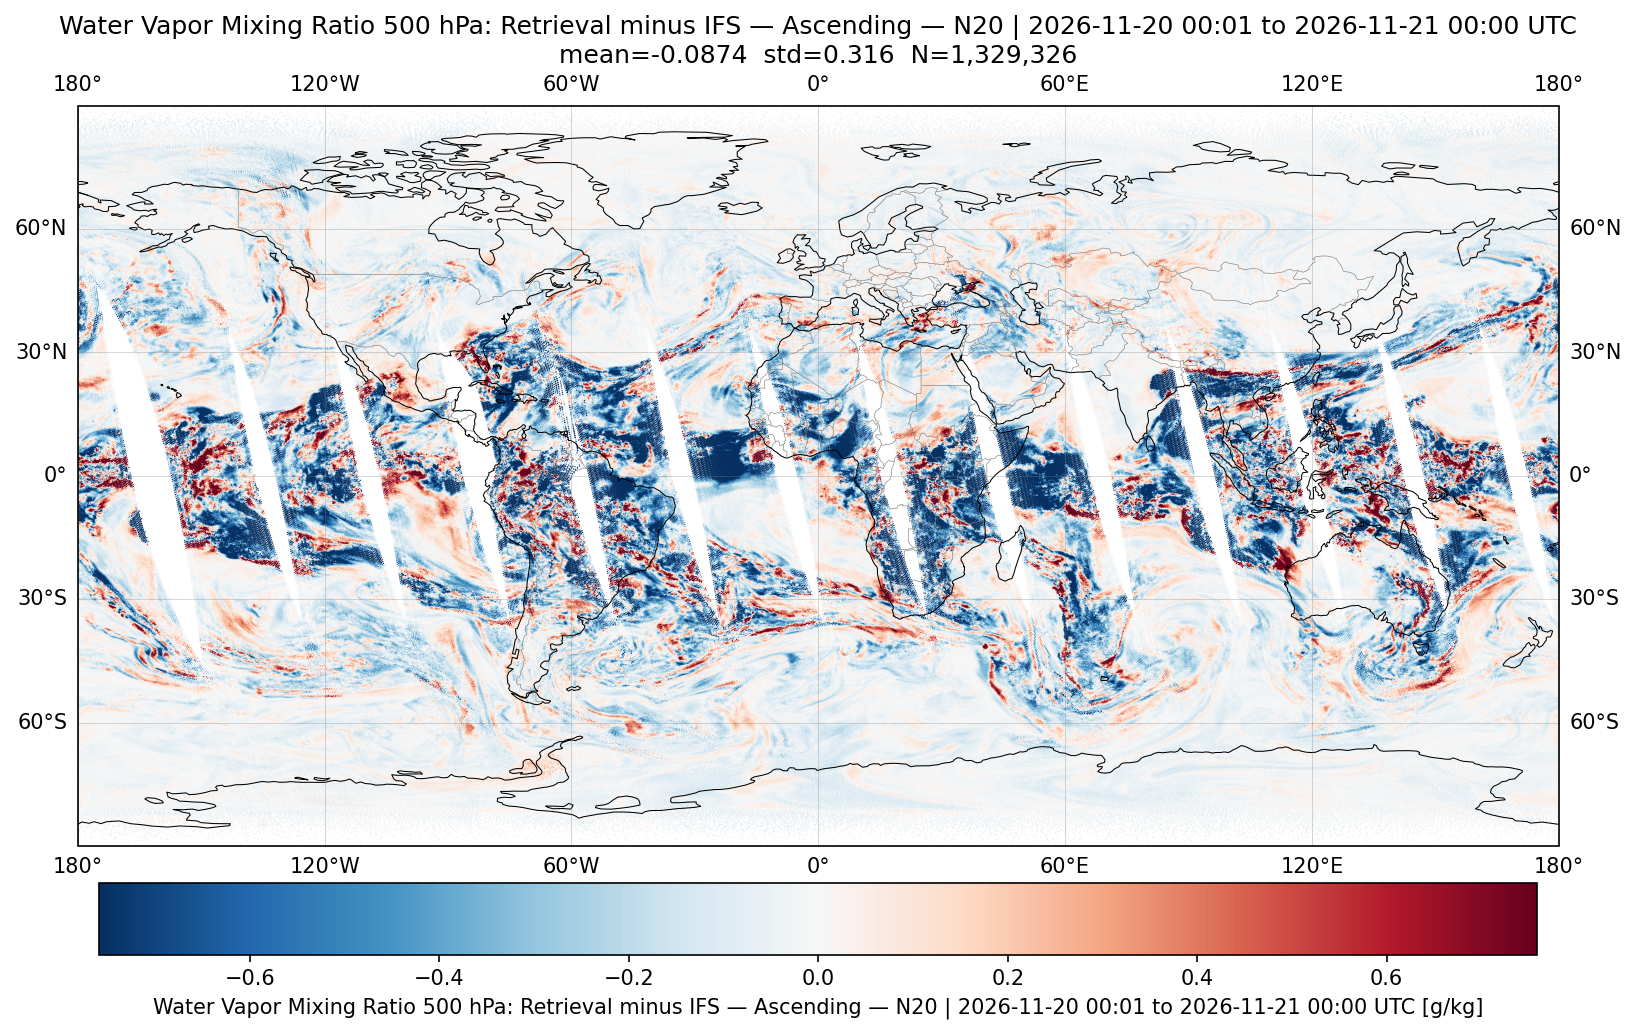 Water Vapor Mixing Ratio 500 hPa: Retrieval minus IFS — Ascending — N20 | 2026-11-20 00:01 to 2026-11-21 00:00 UTC
mean=-0.0874  std=0.316  N=1,329,326
180° 120°W 60°W 0° 60°E 120°E 180°
60°N 60°N
30°N 30°N
0° 0°
30°S 30°S
60°S 60°S
180° 120°W 60°W 0° 60°E 120°E 180°
−0.6 −0.4 −0.2 0.0 0.2 0.4 0.6
Water Vapor Mixing Ratio 500 hPa: Retrieval minus IFS — Ascending — N20 | 2026-11-20 00:01 to 2026-11-21 00:00 UTC [g/kg]